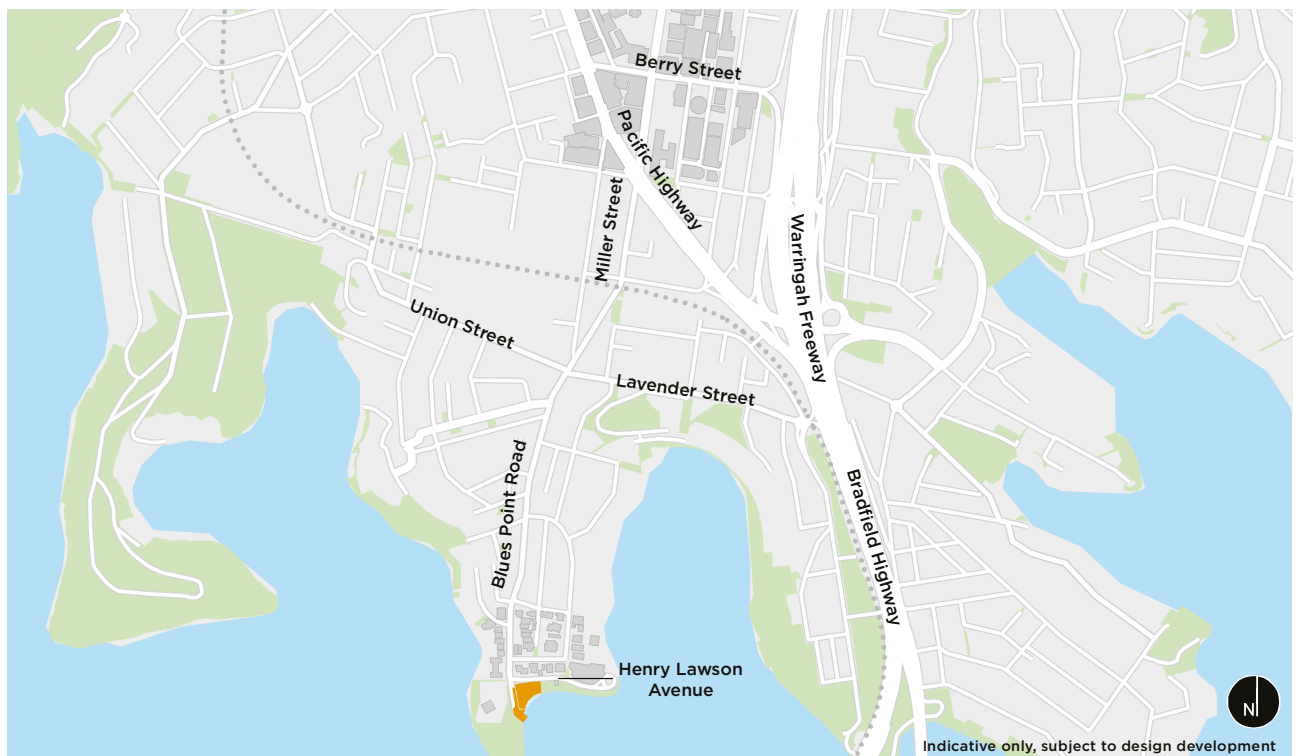 Berry Street
Pacific Highway
Miller Street
Warringah Freeway
Union Street
Lavender Street
Blues Point Road
Bradfield Highway
Henry Lawson
Avenue
N
Indicative only, subject to design development